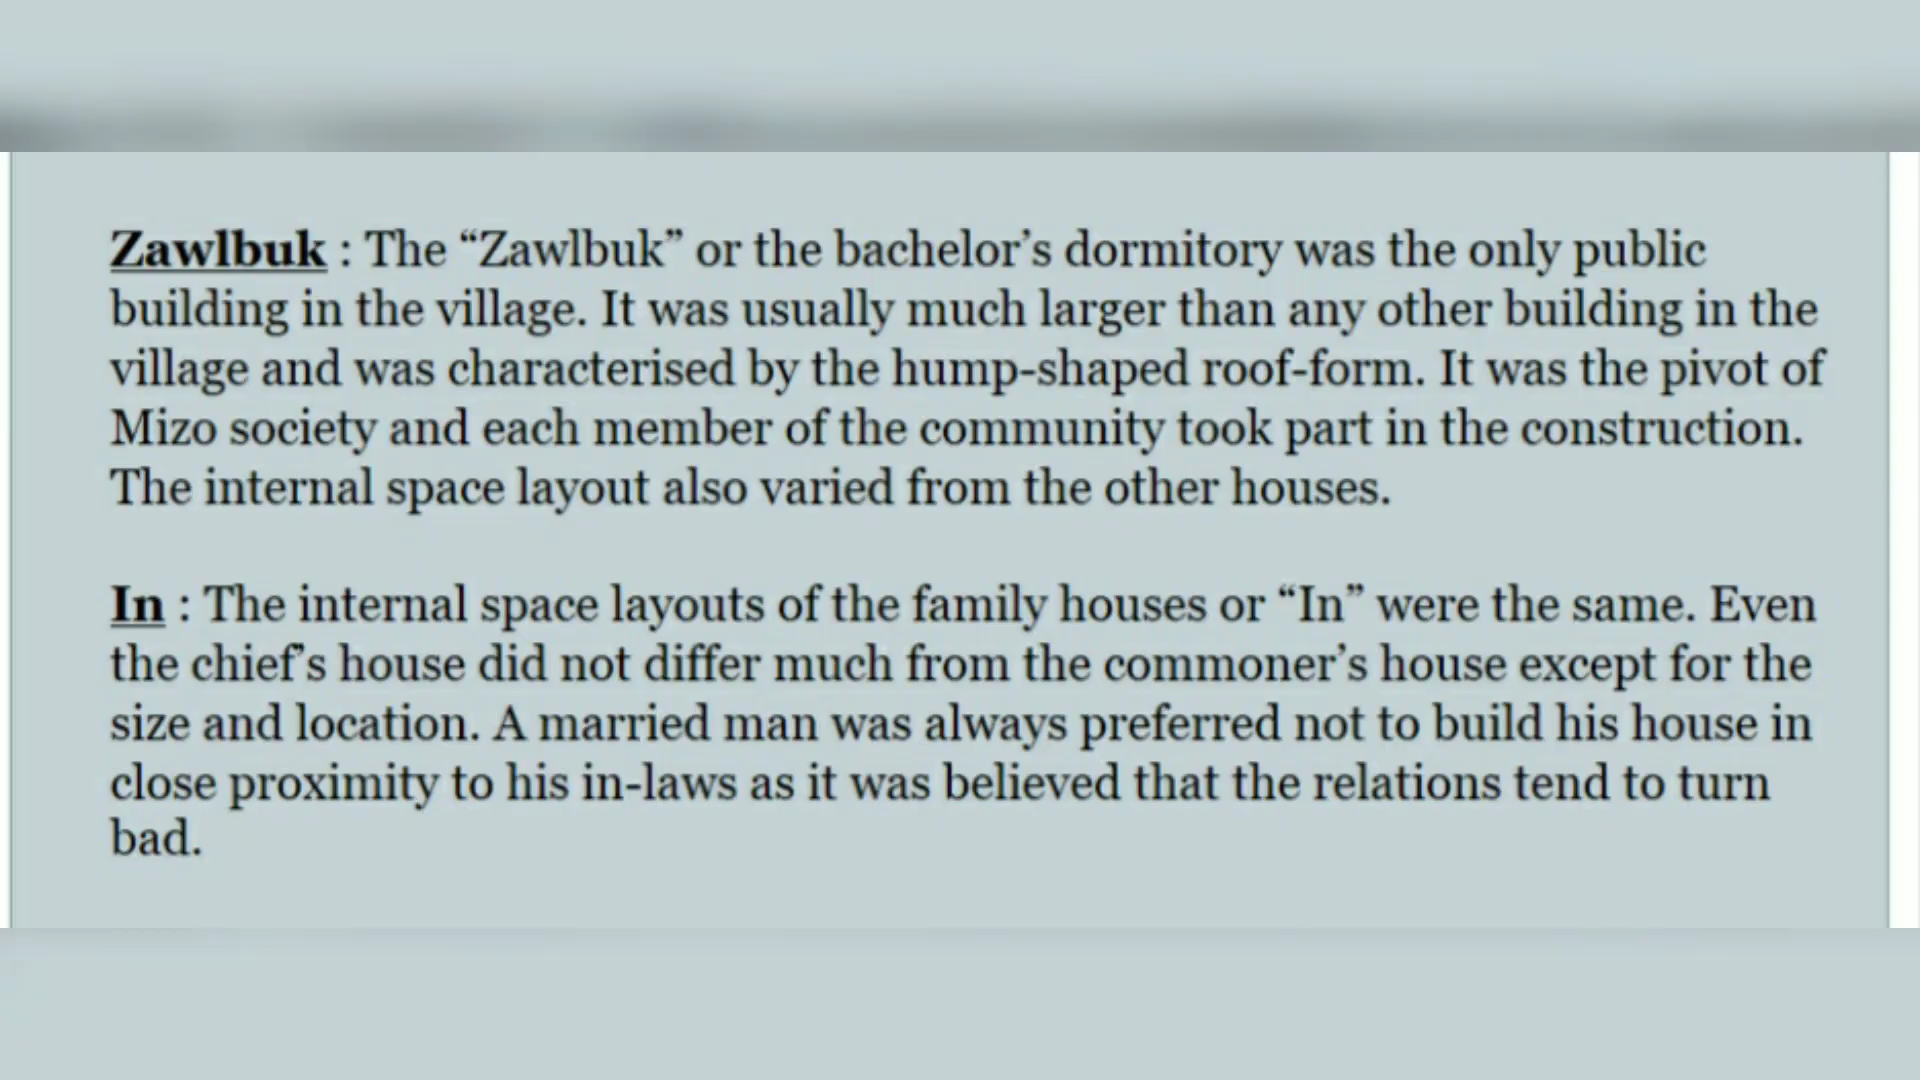 Zawlbuk : The “Zawlbuk” or the bachelor’s dormitory was the only public
building in the village. It was usually much larger than any other building in the
village and was characterised by the hump-shaped roof-form. It was the pivot of
Mizo society and each member of the community took part in the construction.
The internal space layout also varied from the other houses.
In : The internal space layouts of the family houses or “In” were the same. Even
the chief’s house did not differ much from the commoner’s house except for the
size and location. A married man was always preferred not to build his house in
close proximity to his in-laws as it was believed that the relations tend to turn
bad.